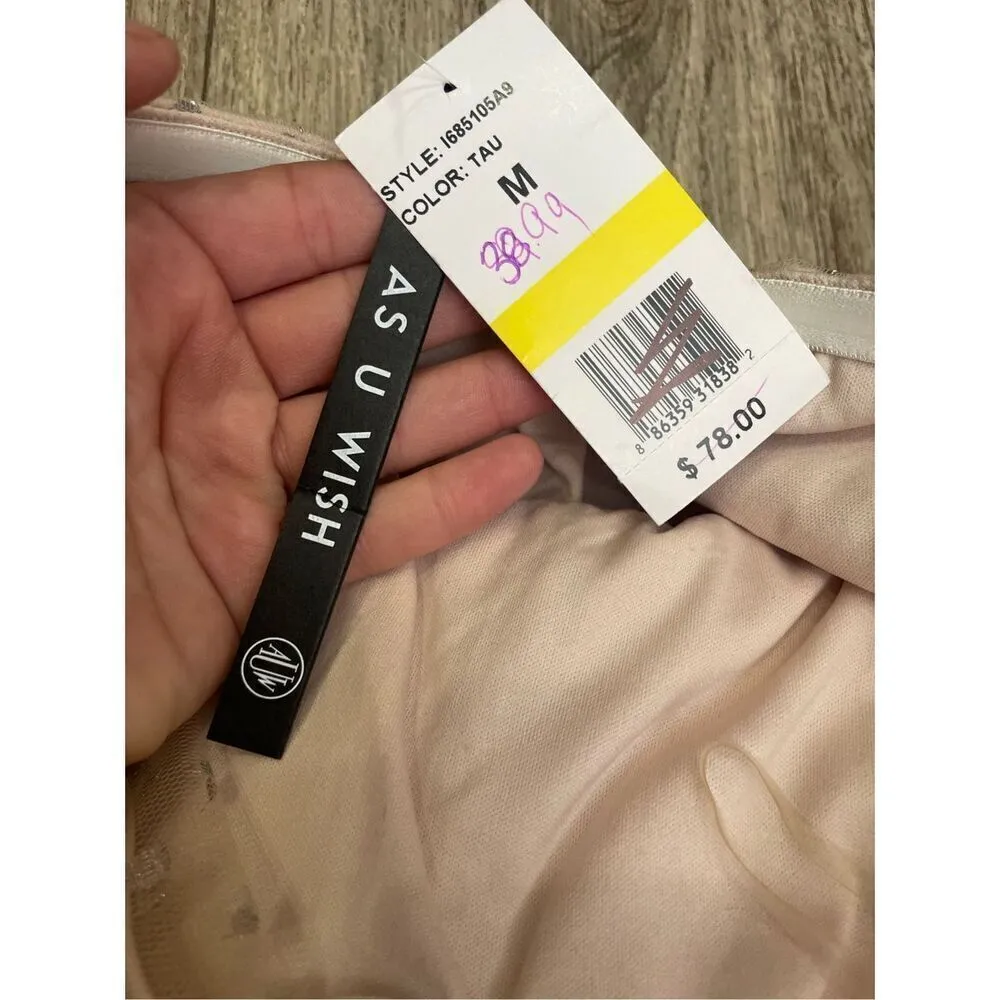 STYLE: I685105A9
COLOR: TAU
M
8 86359 31838 2
$ 78.00
AS U WISH
AUW